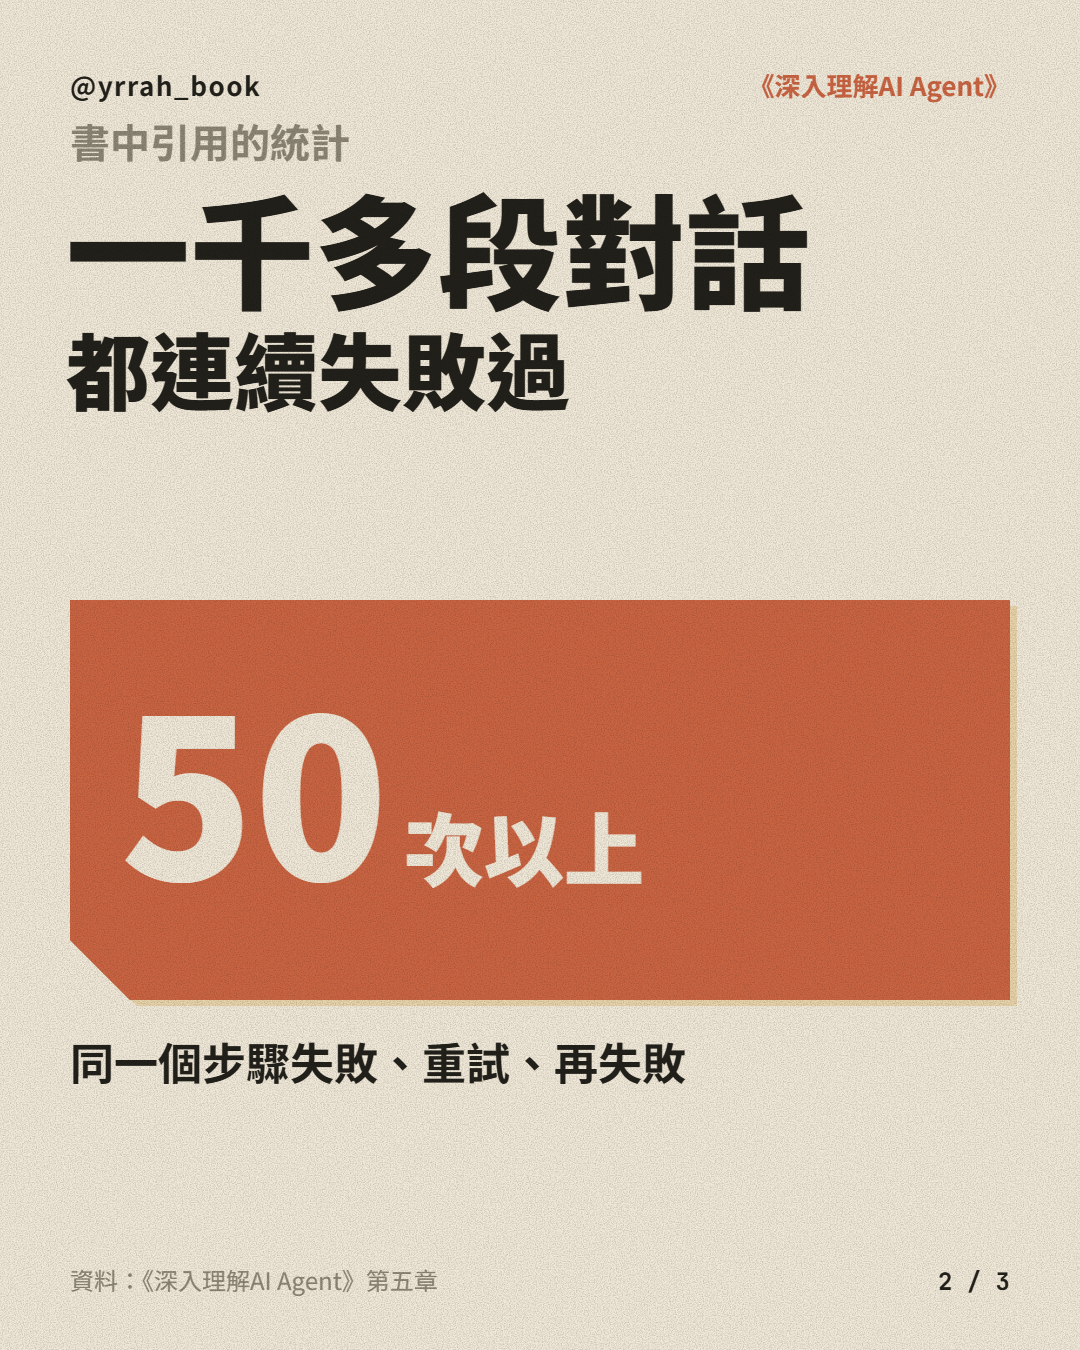 @yrrah_book
《深入理解AI Agent》
書中引用的統計
一千多段對話
都連續失敗過
50 次以上
同一個步驟失敗、重試、再失敗
資料：《深入理解AI Agent》第五章
2 / 3